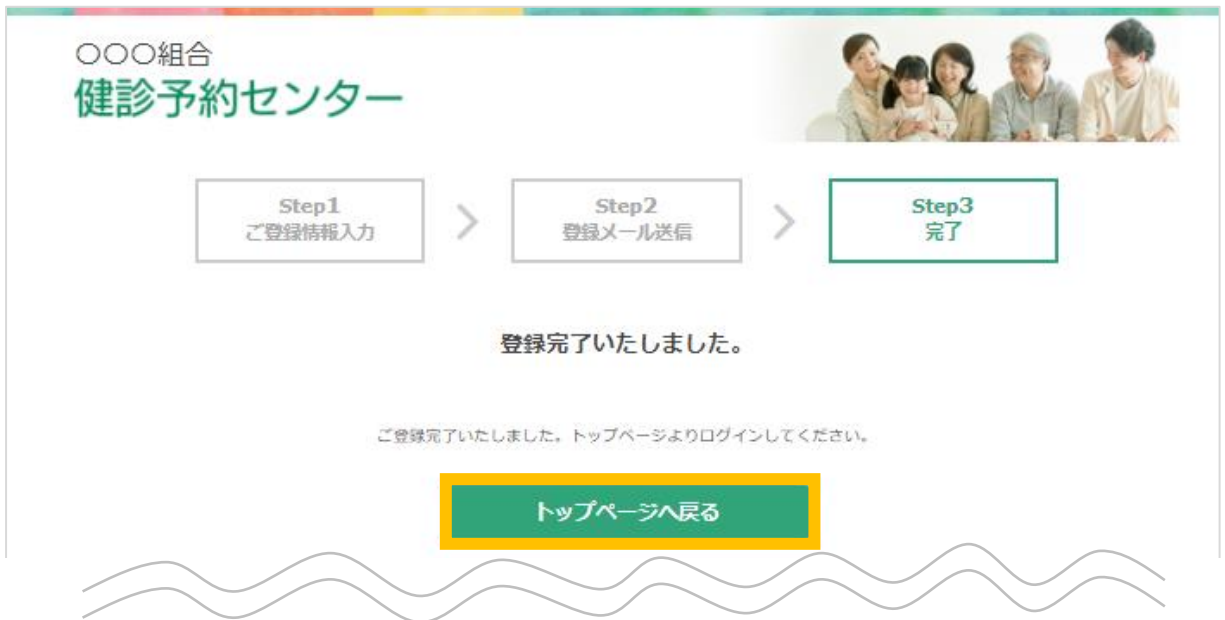 〇〇〇組合
健診予約センター
Step1
ご登録情報入力
Step2
登録メール送信
Step3
完了
登録完了いたしました。
ご登録完了いたしました。トップページよりログインしてください。
トップページへ戻る